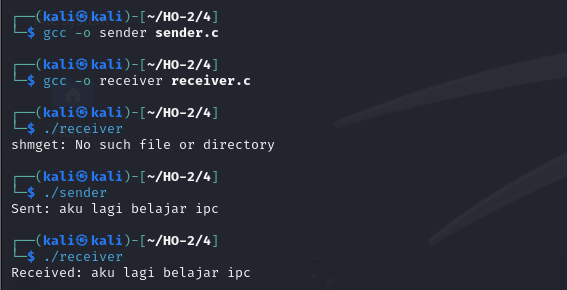 ┌──(kali㉿kali)-[~/HO-2/4]
└─$ gcc -o sender sender.c
┌──(kali㉿kali)-[~/HO-2/4]
└─$ gcc -o receiver receiver.c
┌──(kali㉿kali)-[~/HO-2/4]
└─$ ./receiver
shmget: No such file or directory
┌──(kali㉿kali)-[~/HO-2/4]
└─$ ./sender
Sent: aku lagi belajar ipc
┌──(kali㉿kali)-[~/HO-2/4]
└─$ ./receiver
Received: aku lagi belajar ipc